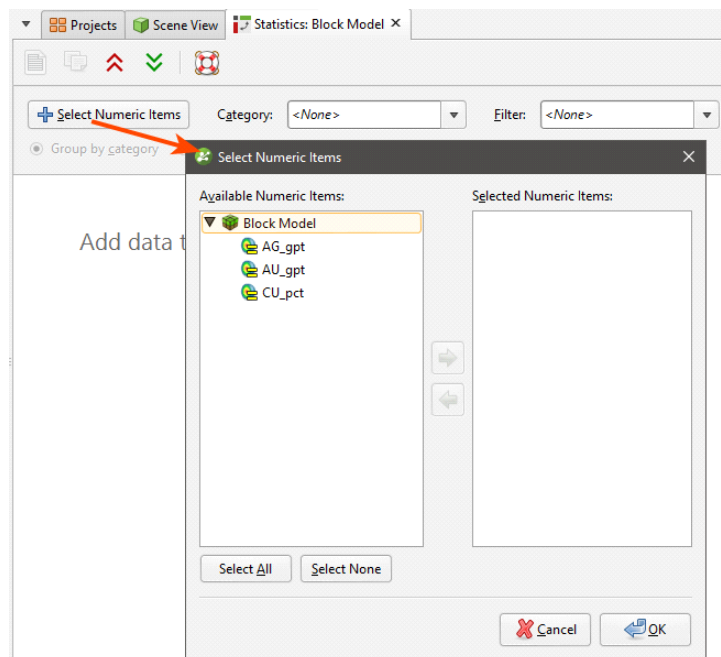 Projects Scene View Statistics: Block Model
Select Numeric Items Category: <None> Filter: <None>
Group by category
Select Numeric Items
Available Numeric Items: Selected Numeric Items:
Block Model
Add data t
AG_gpt
AU_gpt
CU_pct
Select All Select None
Cancel OK